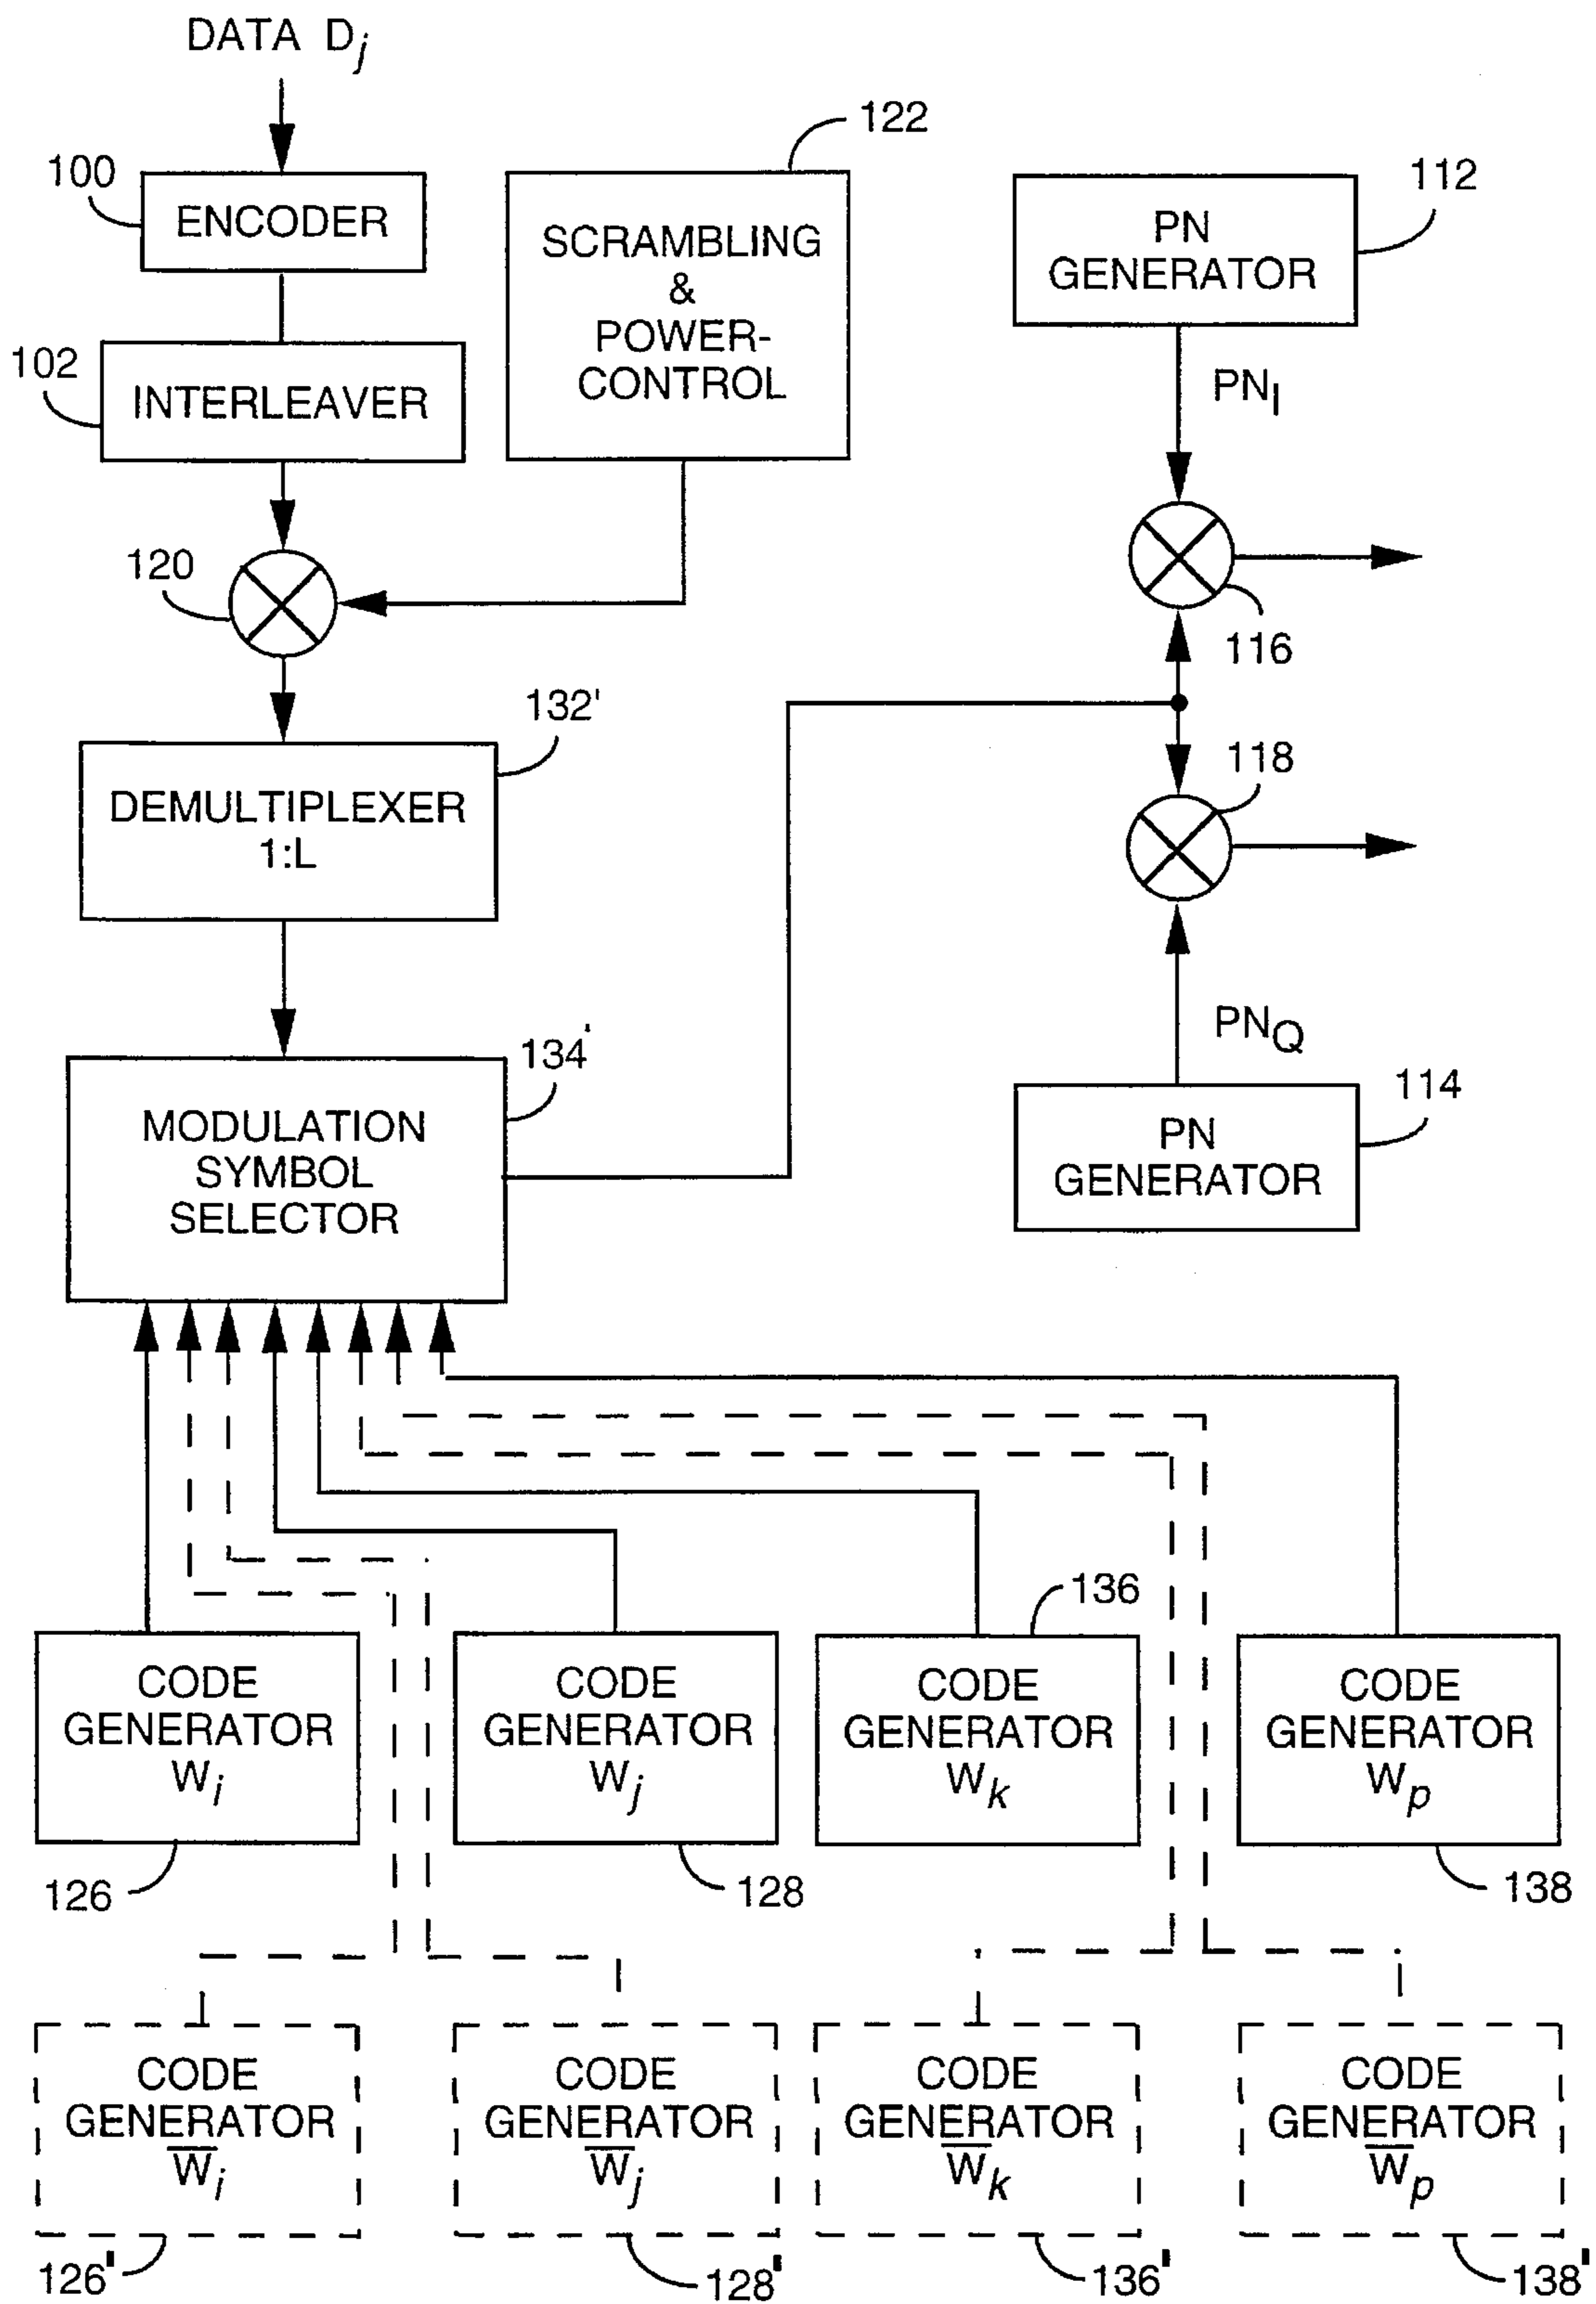 DATA Dj
100
ENCODER
102
INTERLEAVER
122
SCRAMBLING
&
POWER-
CONTROL
112
PN
GENERATOR
PNI
116
120
132'
DEMULTIPLEXER
1:L
118
PNQ
114
PN
GENERATOR
134'
MODULATION
SYMBOL
SELECTOR
CODE
GENERATOR
Wi
126
CODE
GENERATOR
Wj
128
136
CODE
GENERATOR
Wk
CODE
GENERATOR
Wp
138
CODE
GENERATOR
W̅i
126'
CODE
GENERATOR
W̅j
128'
CODE
GENERATOR
W̅k
136'
CODE
GENERATOR
W̅p
138'